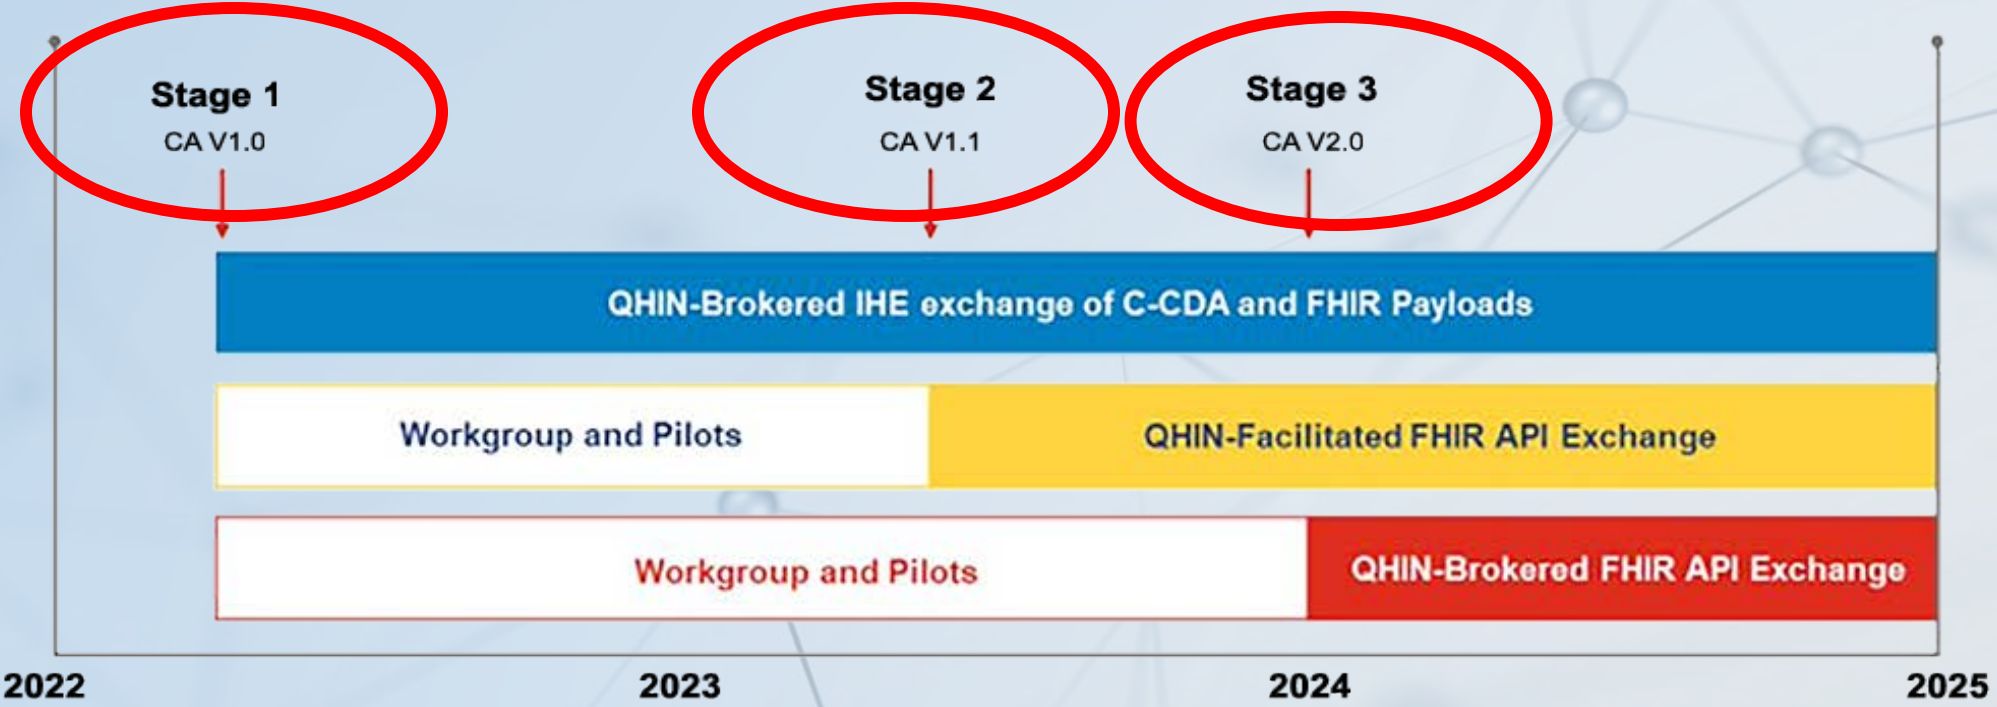 Stage 1
CA V1.0
Stage 2
CA V1.1
Stage 3
CA V2.0
QHIN-Brokered IHE exchange of C-CDA and FHIR Payloads
Workgroup and Pilots
QHIN-Facilitated FHIR API Exchange
Workgroup and Pilots
QHIN-Brokered FHIR API Exchange
2022
2023
2024
2025